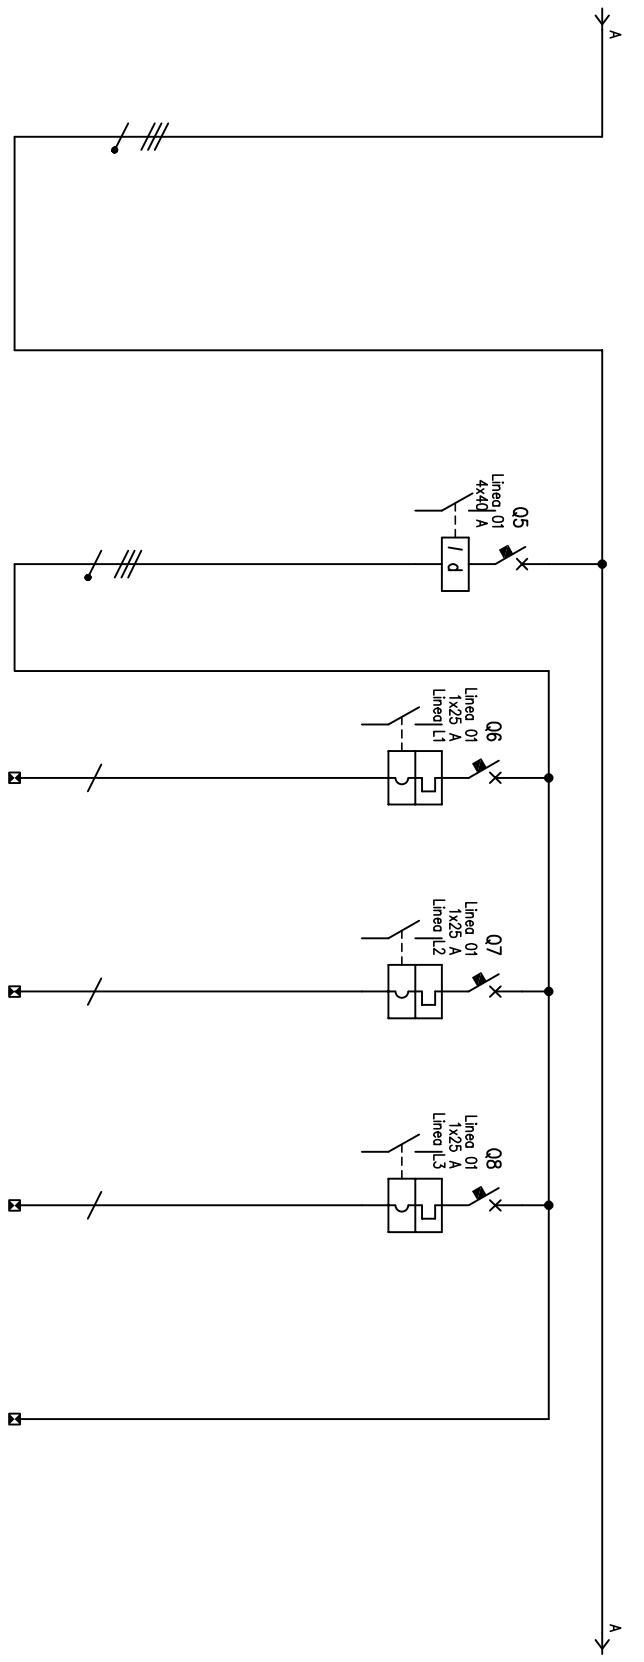 A
Q5
Linea 01
4x40 A
I d
Q6
Linea 01
1x25 A
Linea L1
Q7
Linea 01
1x25 A
Linea L2
Q8
Linea 01
1x25 A
Linea L3
A